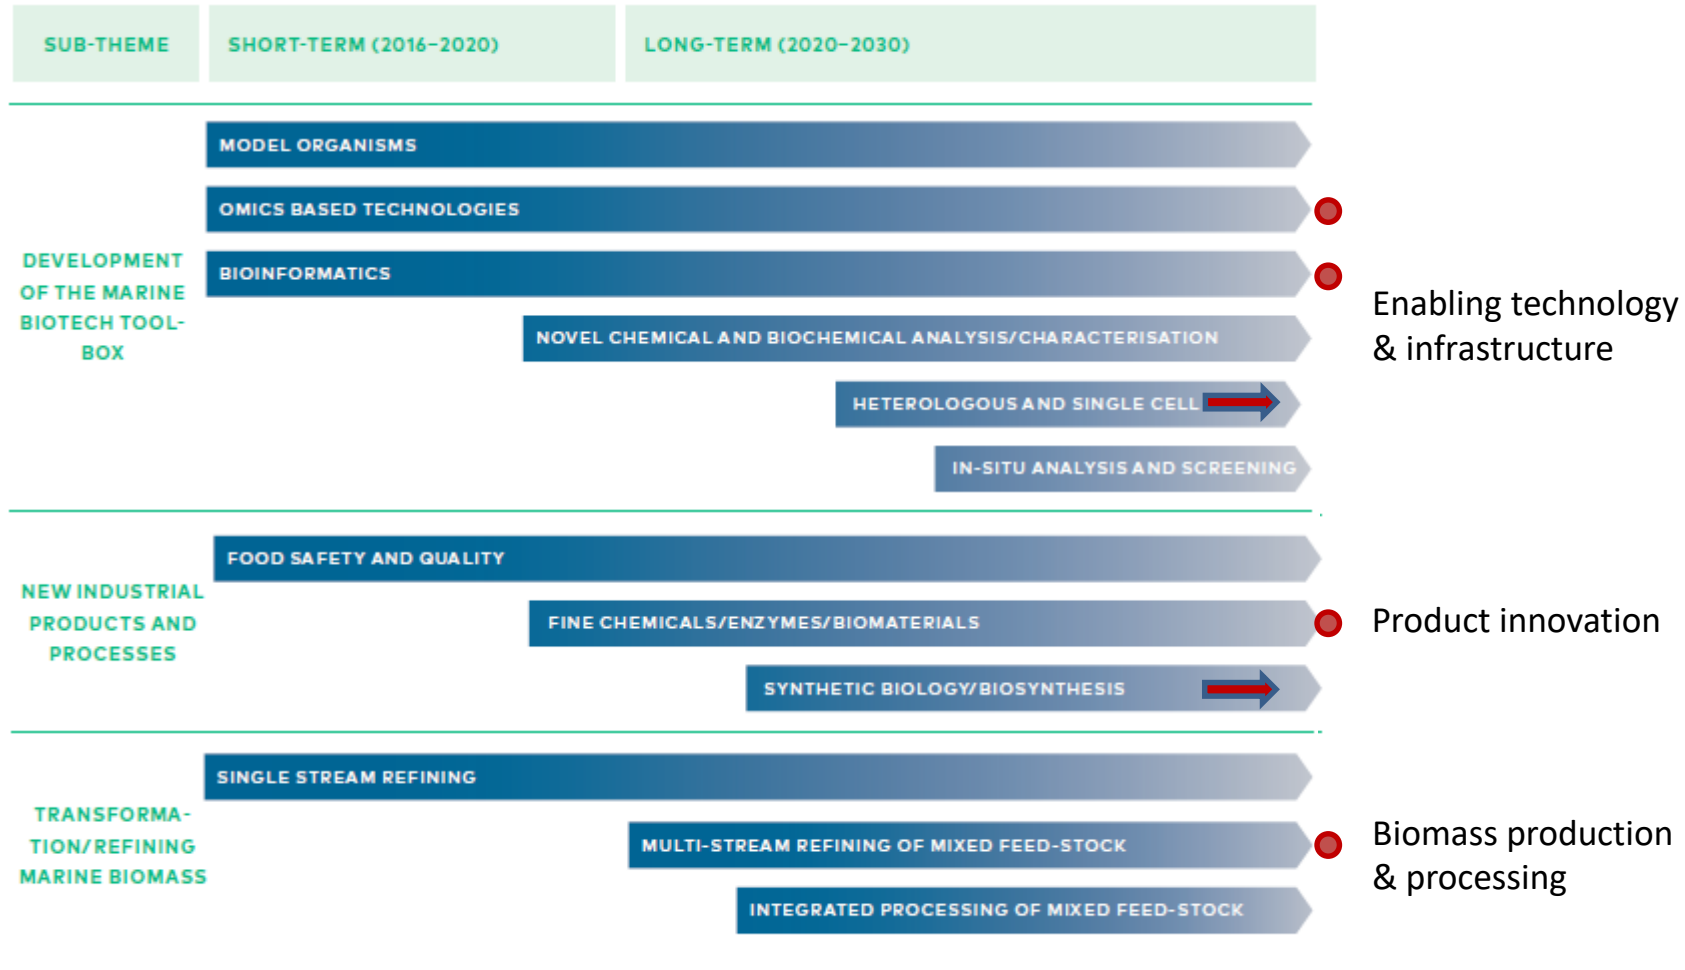 SUB-THEME
SHORT-TERM (2016–2020)
LONG-TERM (2020–2030)
DEVELOPMENT
OF THE MARINE
BIOTECH TOOL-
BOX
MODEL ORGANISMS
OMICS BASED TECHNOLOGIES
BIOINFORMATICS
NOVEL CHEMICAL AND BIOCHEMICAL ANALYSIS/CHARACTERISATION
HETEROLOGOUS AND SINGLE CELL
IN-SITU ANALYSIS AND SCREENING
Enabling technology
& infrastructure
NEW INDUSTRIAL
PRODUCTS AND
PROCESSES
FOOD SAFETY AND QUALITY
FINE CHEMICALS/ENZYMES/BIOMATERIALS
SYNTHETIC BIOLOGY/BIOSYNTHESIS
Product innovation
TRANSFORMA-
TION/REFINING
MARINE BIOMASS
SINGLE STREAM REFINING
MULTI-STREAM REFINING OF MIXED FEED-STOCK
INTEGRATED PROCESSING OF MIXED FEED-STOCK
Biomass production
& processing